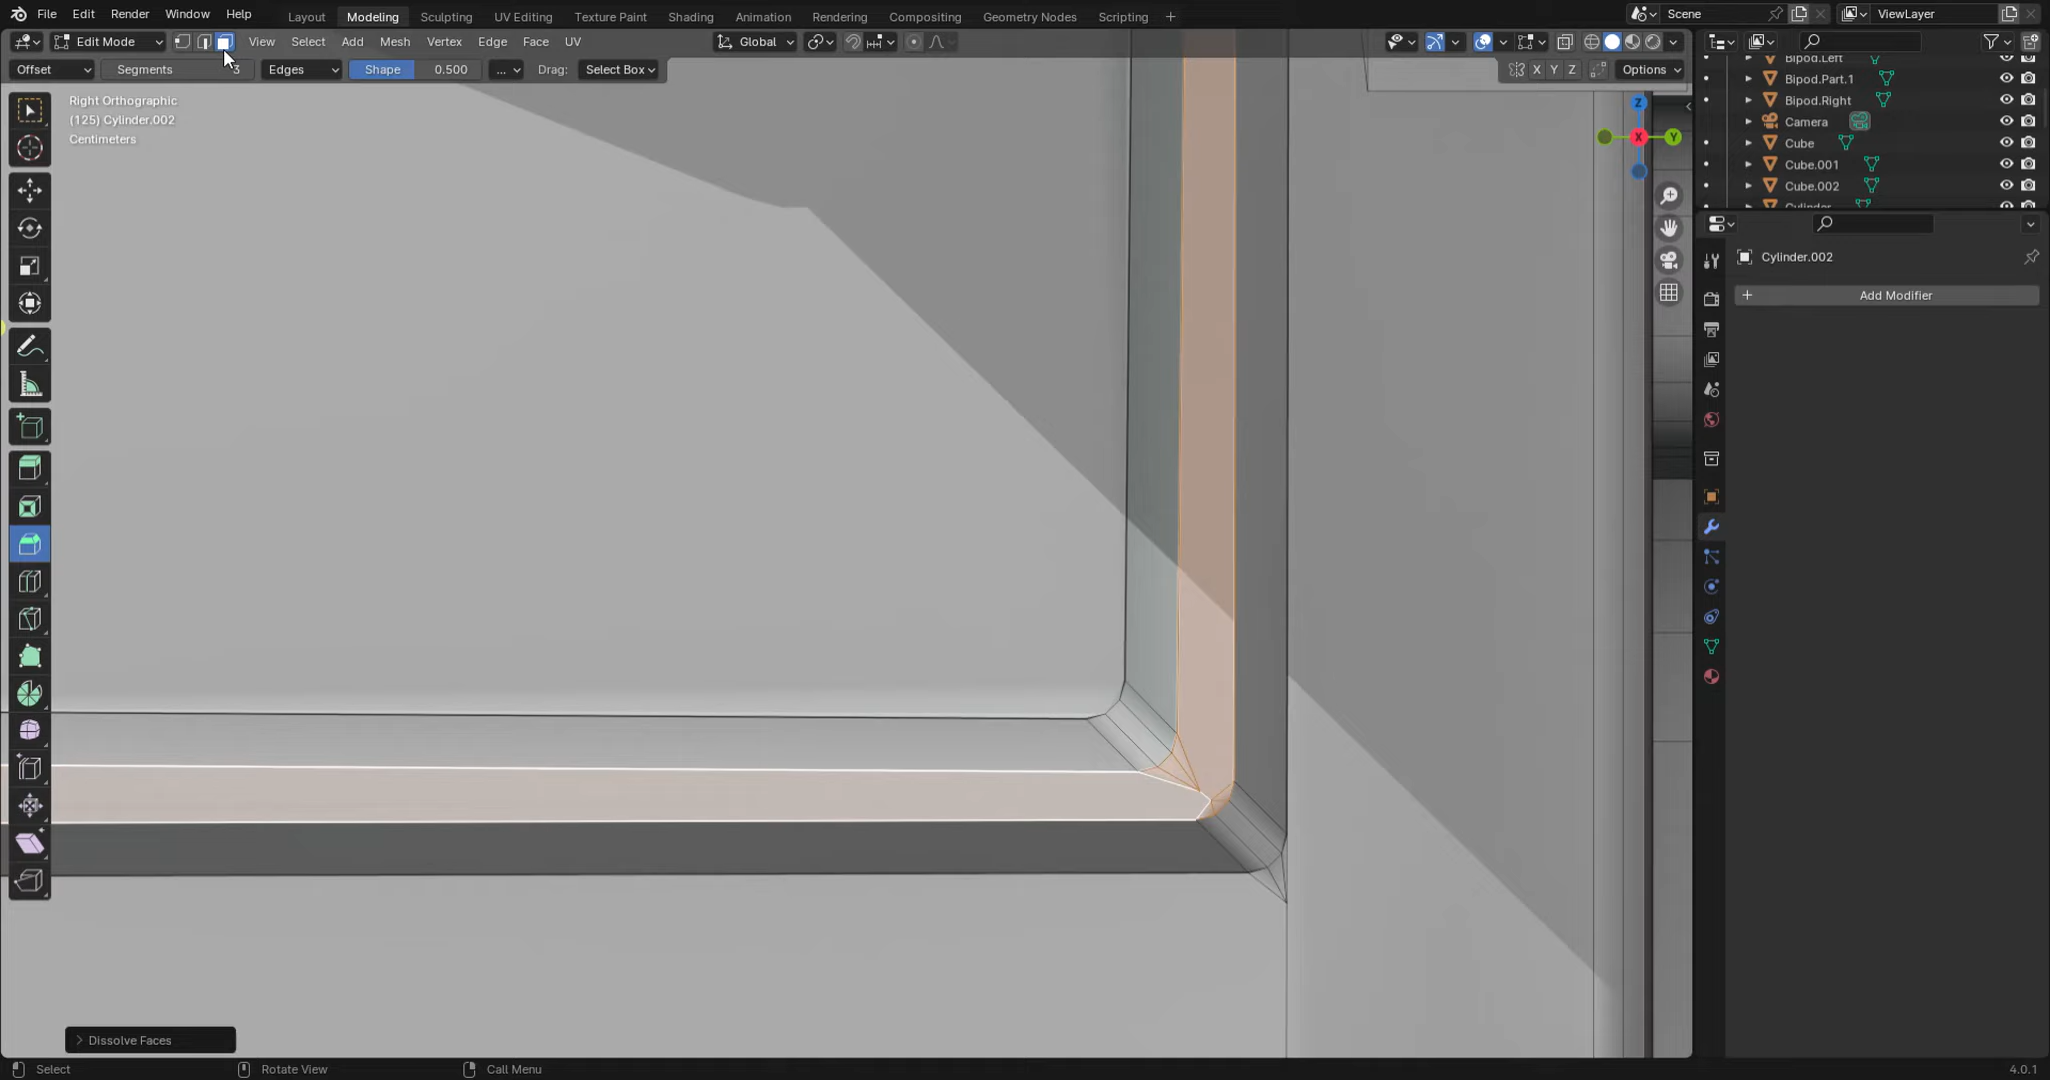 File Edit Render Window Help
Layout Modeling Sculpting UV Editing Texture Paint Shading Animation Rendering Compositing Geometry Nodes Scripting +
Scene ViewLayer
Edit Mode View Select Add Mesh Vertex Edge Face UV
Global
Offset Segments 3 Edges Shape 0.500 ... Drag: Select Box
X Y Z Options
Right Orthographic
(125) Cylinder.002
Centimeters
Z
X
Y
Bipod.Left
Bipod.Part.1
Bipod.Right
Camera
Cube
Cube.001
Cube.002
Cylinder
Cylinder.002
+ Add Modifier
> Dissolve Faces
Select Rotate View Call Menu 4.0.1